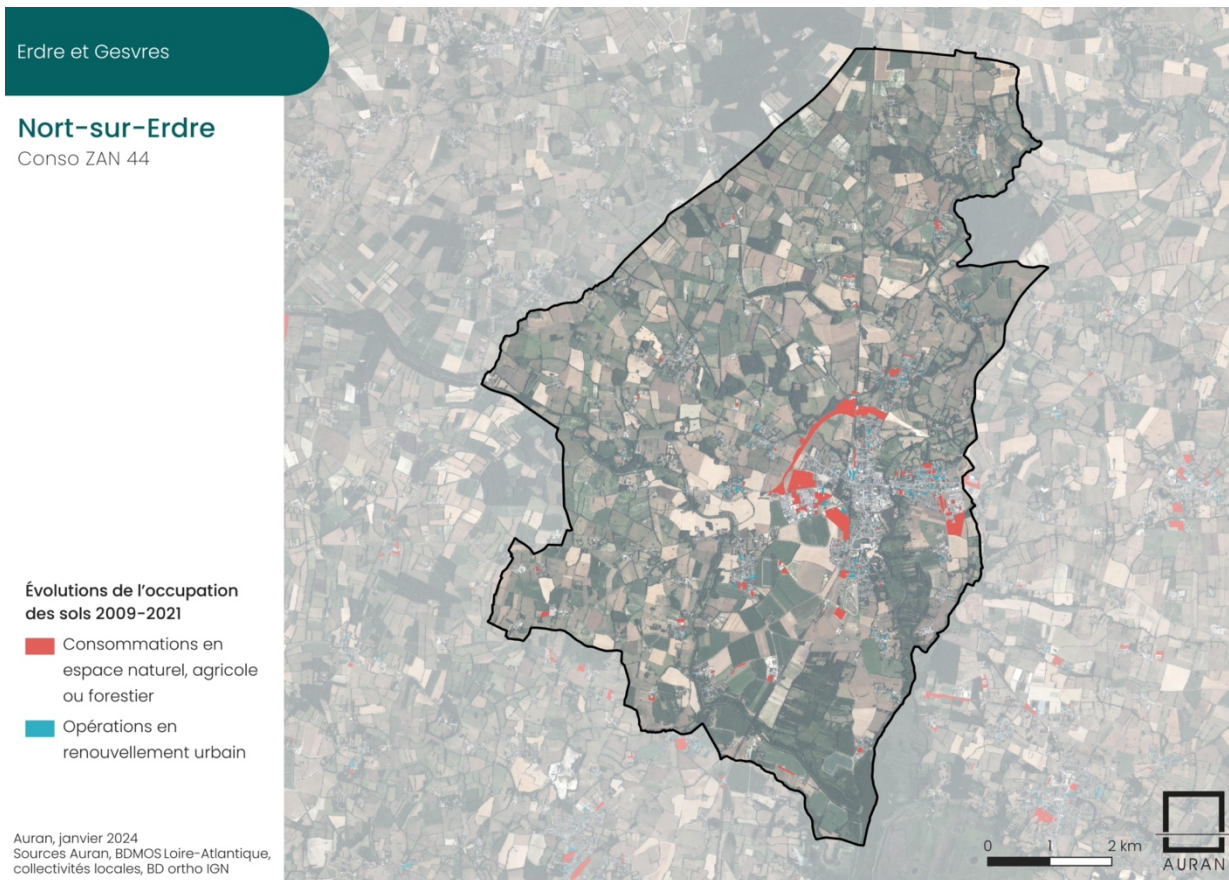 Erdre et Gesvres
Nort-sur-Erdre
Conso ZAN 44
Évolutions de l'occupation
des sols 2009-2021
Consommations en
espace naturel, agricole
ou forestier
Opérations en
renouvellement urbain
Auran, janvier 2024
Sources Auran, BDMOS Loire-Atlantique,
collectivités locales, BD ortho IGN
0 1 2 km
AURAN